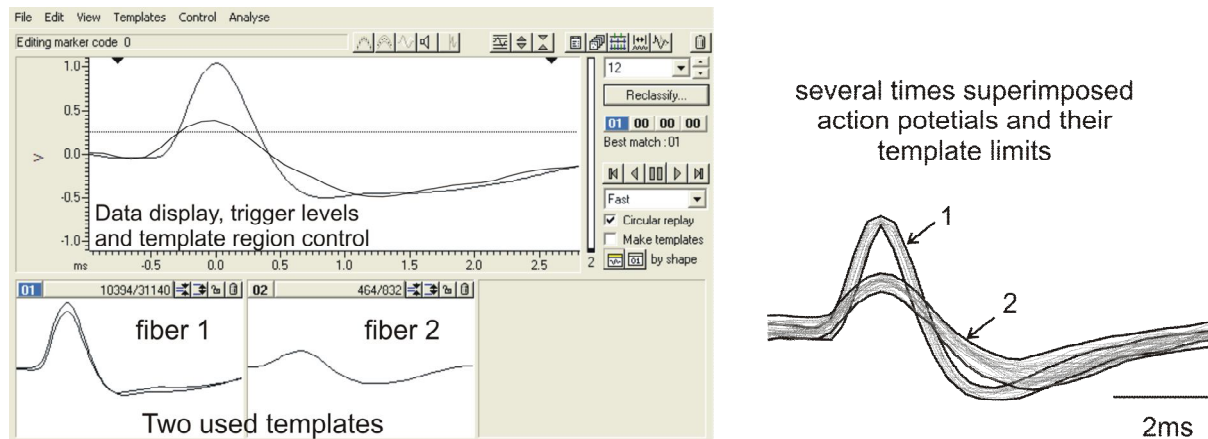 File Edit View Templates Control Analyse
Editing marker code 0
12
Reclassify...
01 00 00 00
Best match : 01
Fast
Circular replay
Make templates
01 by shape
2
1.0
0.5
0.0
-0.5
-1.0
V
Data display, trigger levels
and template region control
ms -0.5 0.0 0.5 1.0 1.5 2.0 2.5
01 10394/31140
02 464/832
fiber 1
fiber 2
Two used templates
several times superimposed
action potetials and their
template limits
1
2
2ms